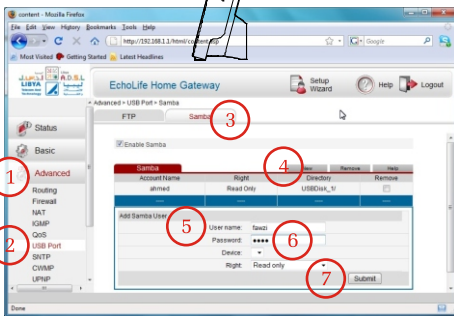 content - Mozilla Firefox
File Edit View History Bookmarks Tools Help
http://192.168.1.1/html/content.asp
Google
Most Visited Getting Started Latest Headlines
LIBYA A.D.S.L
EchoLife Home Gateway
Setup Wizard
Help
Logout
Advanced > USB Port > Samba
FTP
Samba
3
Status
Basic
1
Advanced
Routing
Firewall
NAT
IGMP
QoS
2
USB Port
SNTP
CWMP
UPNP
Enable Samba
4
Samba
Remove
Help
Account Name Right Directory Remove
ahmed Read Only USBDisk_1/
---- ---- ---- ----
Add Samba User
5
User name: fawzi
Password: ●●●●
6
Device:
Right: Read only
7
Submit
Done